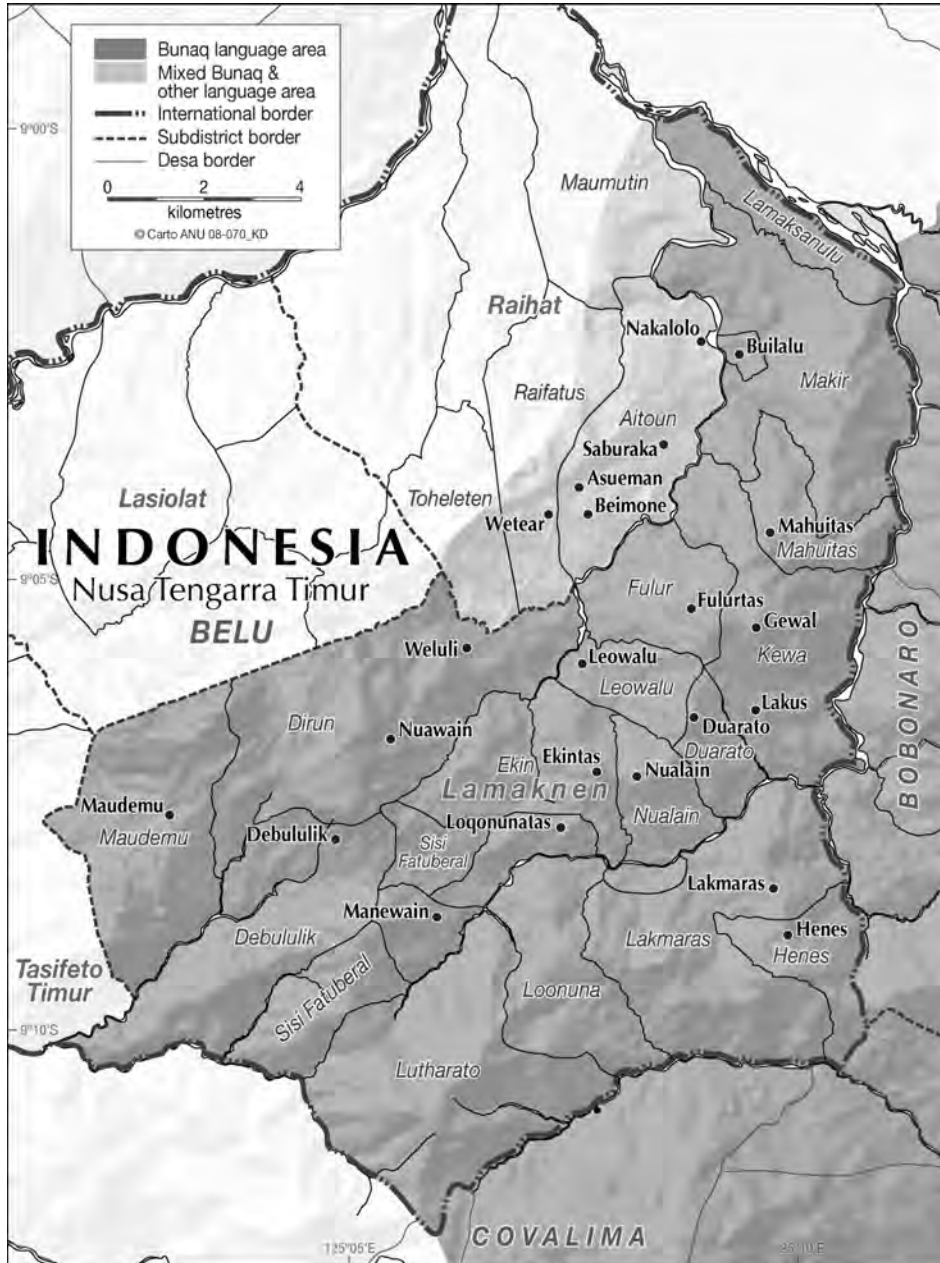 Bunaq language area
Mixed Bunaq &
other language area
International border
Subdistrict border
Desa border
0 2 4
kilometres
© Carto ANU 08-070_KD
9°00'S
Maumutin
Lamaksanulu
Raihat
Nakalolo
Builalu
Makir
Raifatus
Aitoun
Saburaka
Lasiolat
Toheleten
Asueman
Wetear
Beimone
Mahuitas
Mahuitas
INDONESIA
9°05'S
Nusa Tengarra Timur
BELU
Fulur
Fulurtas
Gewal
Kewa
BOBONARO
Weluli
Leowalu
Leowalu
Dirun
Nuawain
Lakus
Duarato
Duarato
Ekin
Ekintas
Nualain
Lamaknen
Nualain
Maudemu
Maudemu
Debululik
Sisi
Fatuberal
Loqonunatas
Lakmaras
Manewain
Debululik
Lakmaras
Henes
Henes
Tasifeto
Timur
Sisi Fatuberal
Loonuna
9°10'S
Lutharato
COVALIMA
125°05'E